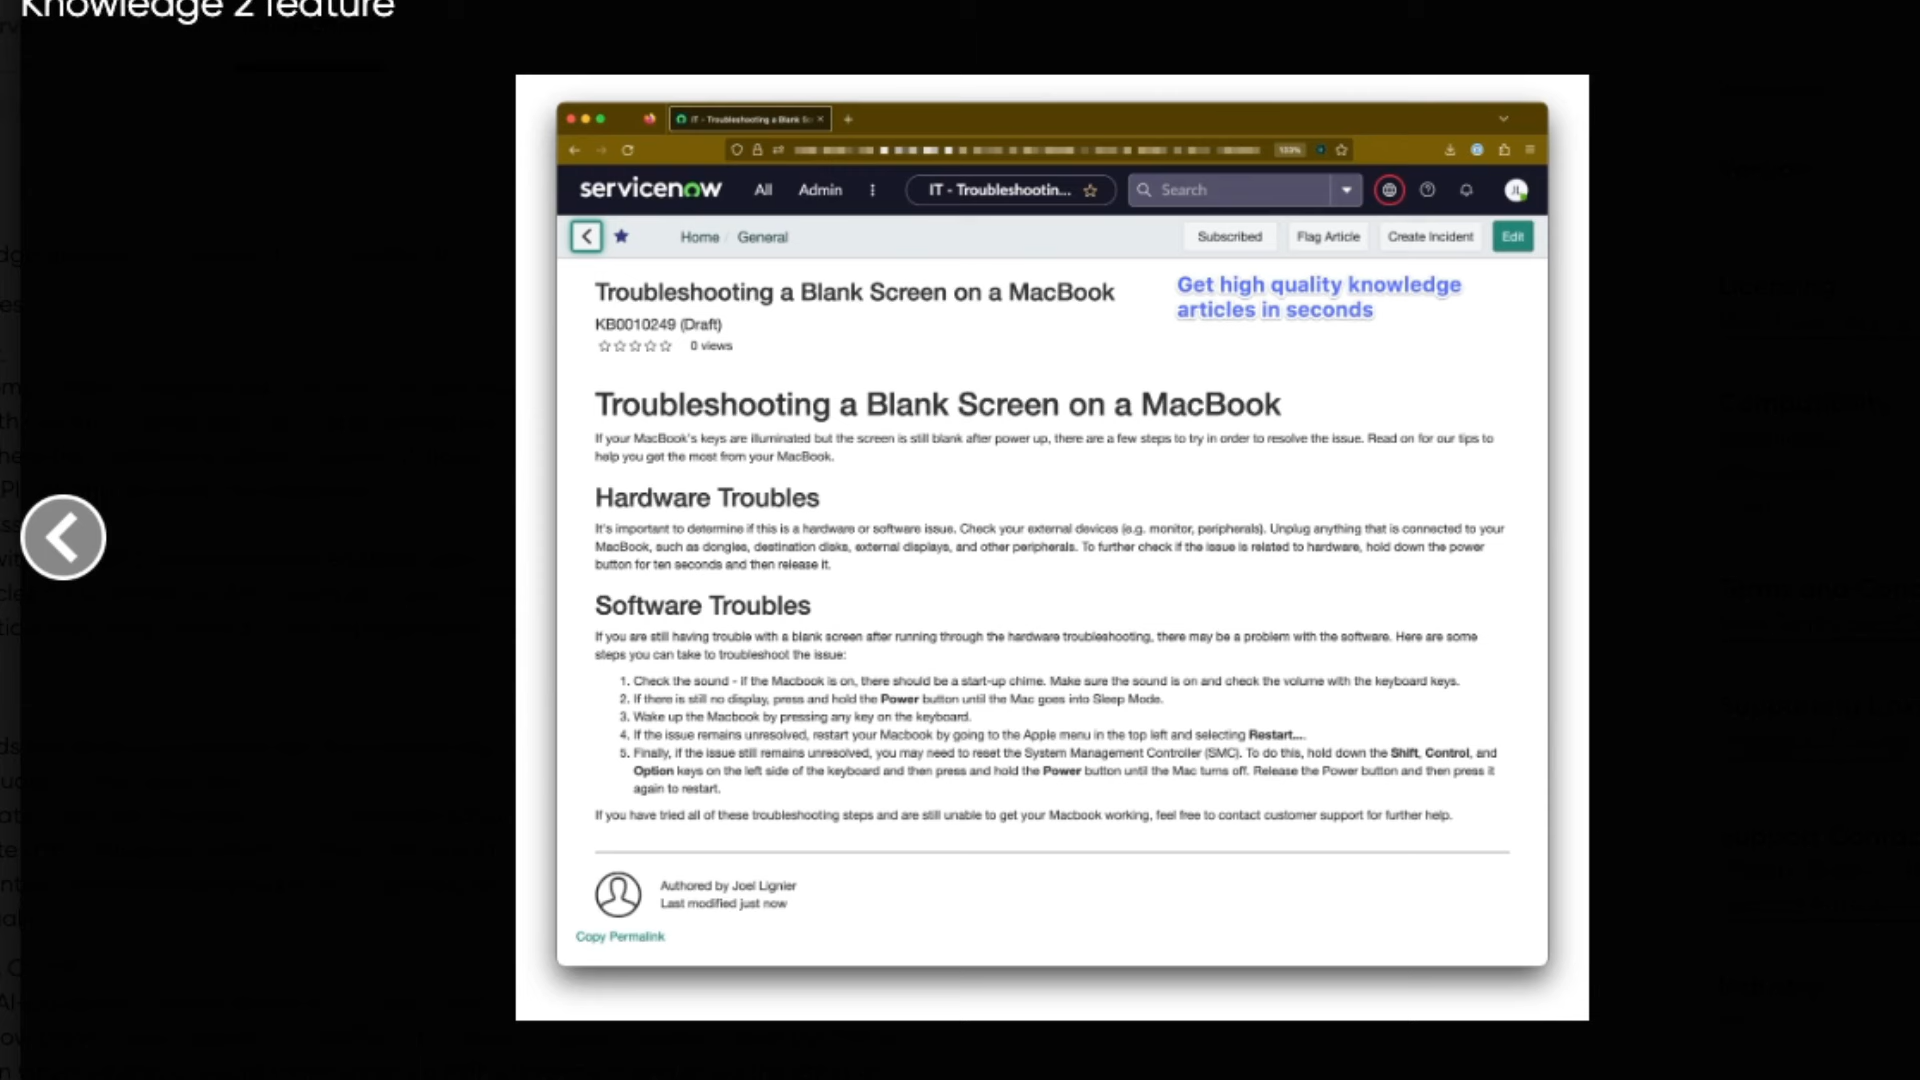 Knowledge 2 feature
IT - Troubleshooting a Blank Sc
133%
servicenow All Admin IT - Troubleshootin... Search JL
Home General Subscribed Flag Article Create Incident Edit
Troubleshooting a Blank Screen on a MacBook
Get high quality knowledge
articles in seconds
KB0010249 (Draft)
0 views
Troubleshooting a Blank Screen on a MacBook
If your MacBook's keys are illuminated but the screen is still blank after power up, there are a few steps to try in order to resolve the issue. Read on for our tips to
help you get the most from your MacBook.
Hardware Troubles
It's important to determine if this is a hardware or software issue. Check your external devices (e.g. monitor, peripherals). Unplug anything that is connected to your
MacBook, such as dongles, destination disks, external displays, and other peripherals. To further check if the issue is related to hardware, hold down the power
button for ten seconds and then release it.
Software Troubles
If you are still having trouble with a blank screen after running through the hardware troubleshooting, there may be a problem with the software. Here are some
steps you can take to troubleshoot the issue:
1. Check the sound - If the Macbook is on, there should be a start-up chime. Make sure the sound is on and check the volume with the keyboard keys.
2. If there is still no display, press and hold the Power button until the Mac goes into Sleep Mode.
3. Wake up the Macbook by pressing any key on the keyboard.
4. If the issue remains unresolved, restart your Macbook by going to the Apple menu in the top left and selecting Restart....
5. Finally, if the issue still remains unresolved, you may need to reset the System Management Controller (SMC). To do this, hold down the Shift, Control, and
Option keys on the left side of the keyboard and then press and hold the Power button until the Mac turns off. Release the Power button and then press it
again to restart.
If you have tried all of these troubleshooting steps and are still unable to get your Macbook working, feel free to contact customer support for further help.
Authored by Joel Lignier
Last modified just now
Copy Permalink